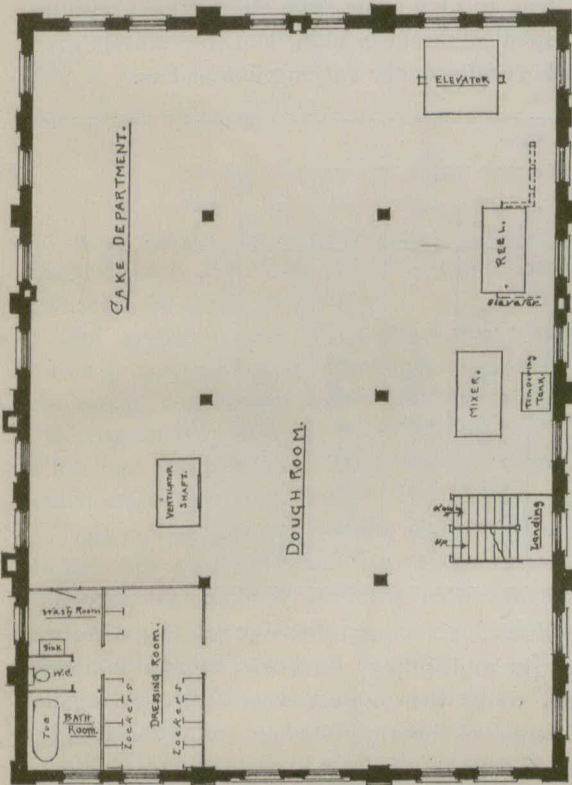 ELEVATOR
CAKE DEPARTMENT.
REEL.
Elevator
MIXER.
Tempering
Tank.
VENTILATOR
SHAFT.
DOUGH ROOM.
UP
Landing
Wash Room
Sink
W.C.
DRESSING ROOM.
Lockers
Lockers
TUB
BATH
ROOM.